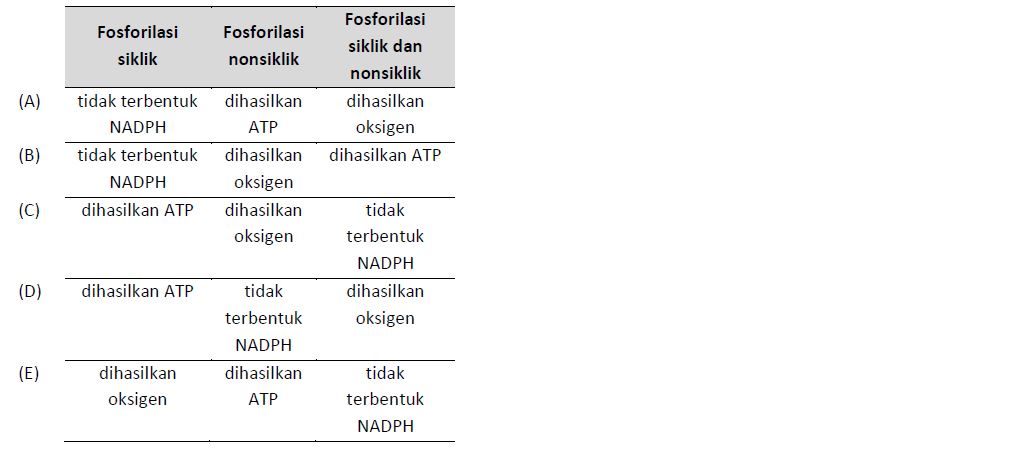 Fosforilasi siklik Fosforilasi nonsiklik Fosforilasi siklik dan nonsiklik
(A) tidak terbentuk NADPH dihasilkan ATP dihasilkan oksigen
(B) tidak terbentuk NADPH dihasilkan oksigen dihasilkan ATP
(C) dihasilkan ATP dihasilkan oksigen tidak terbentuk NADPH
(D) dihasilkan ATP tidak terbentuk NADPH dihasilkan oksigen
(E) dihasilkan oksigen dihasilkan ATP tidak terbentuk NADPH